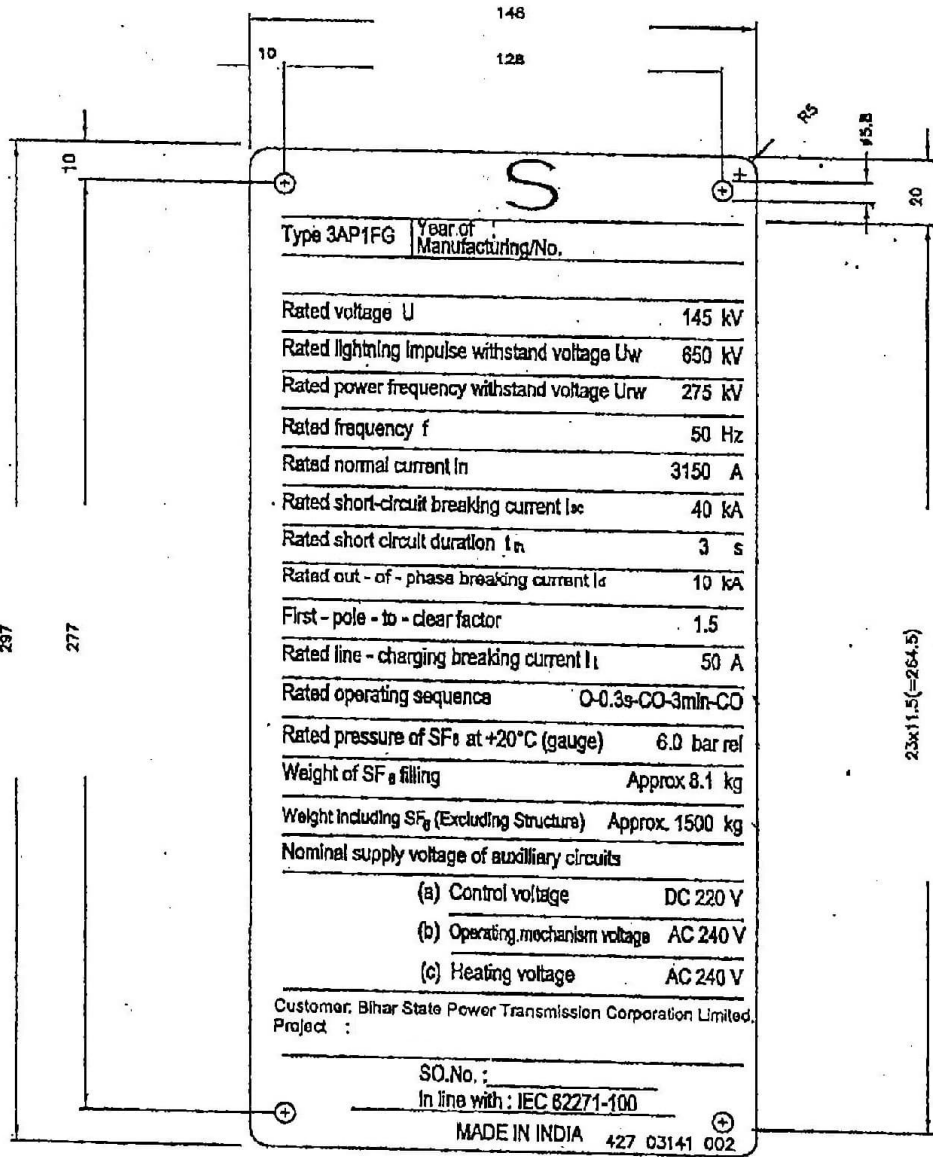 148
10
128
R5
ø5.8
10
20
S
Type 3AP1FG
Year of :
Manufacturing/No.
Rated voltage U 145 kV
Rated lightning impulse withstand voltage Uw 650 kV
Rated power frequency withstand voltage Urw 275 kV
Rated frequency f 50 Hz
Rated normal current In 3150 A
Rated short-circuit breaking current Isc 40 kA
Rated short circuit duration tth 3 s
Rated out - of - phase breaking current Id 10 kA
First - pole - to - clear factor 1.5
Rated line - charging breaking current Il 50 A
Rated operating sequence O-0.3s-CO-3min-CO
Rated pressure of SF6 at +20°C (gauge) 6.0 bar rel
Weight of SF6 filling Approx 8.1 kg
Weight including SF6 (Excluding Structure) Approx. 1500 kg
Nominal supply voltage of auxilliary circuits
(a) Control voltage DC 220 V
(b) Operating mechanism voltage AC 240 V
(c) Heating voltage AC 240 V
Customer: Bihar State Power Transmission Corporation Limited,
Project :
SO.No. :
In line with : IEC 62271-100
MADE IN INDIA 427 03141 002
297
277
23x11.5(=264.5)